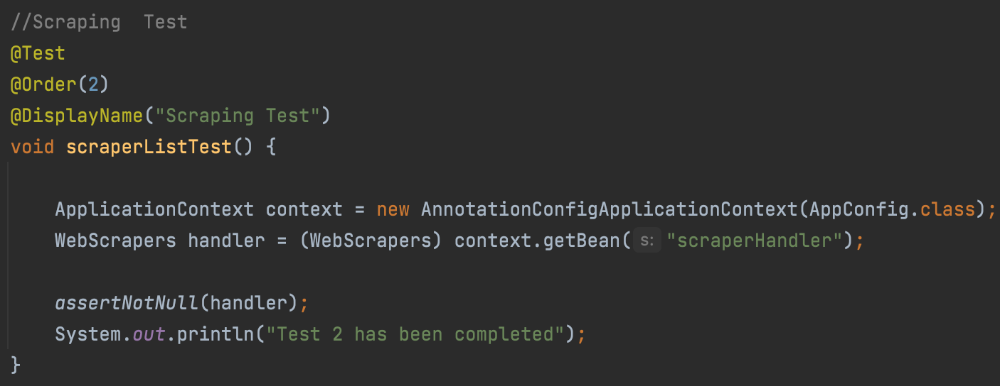 //Scraping  Test
@Test
@Order(2)
@DisplayName("Scraping Test")
void scraperListTest() {
ApplicationContext context = new AnnotationConfigApplicationContext(AppConfig.class);
WebScrapers handler = (WebScrapers) context.getBean( s: "scraperHandler");
assertNotNull(handler);
System.out.println("Test 2 has been completed");
}